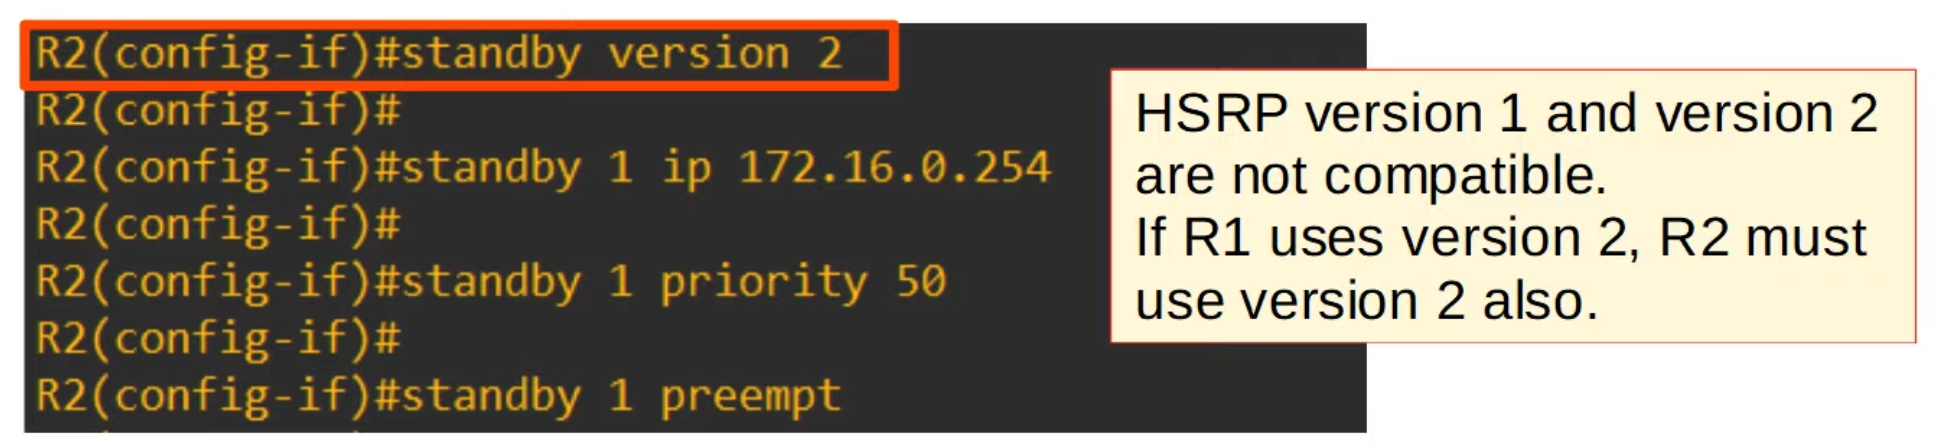 R2(config-if)#standby version 2
R2(config-if)#
R2(config-if)#standby 1 ip 172.16.0.254
R2(config-if)#
R2(config-if)#standby 1 priority 50
R2(config-if)#
R2(config-if)#standby 1 preempt
HSRP version 1 and version 2
are not compatible.
If R1 uses version 2, R2 must
use version 2 also.